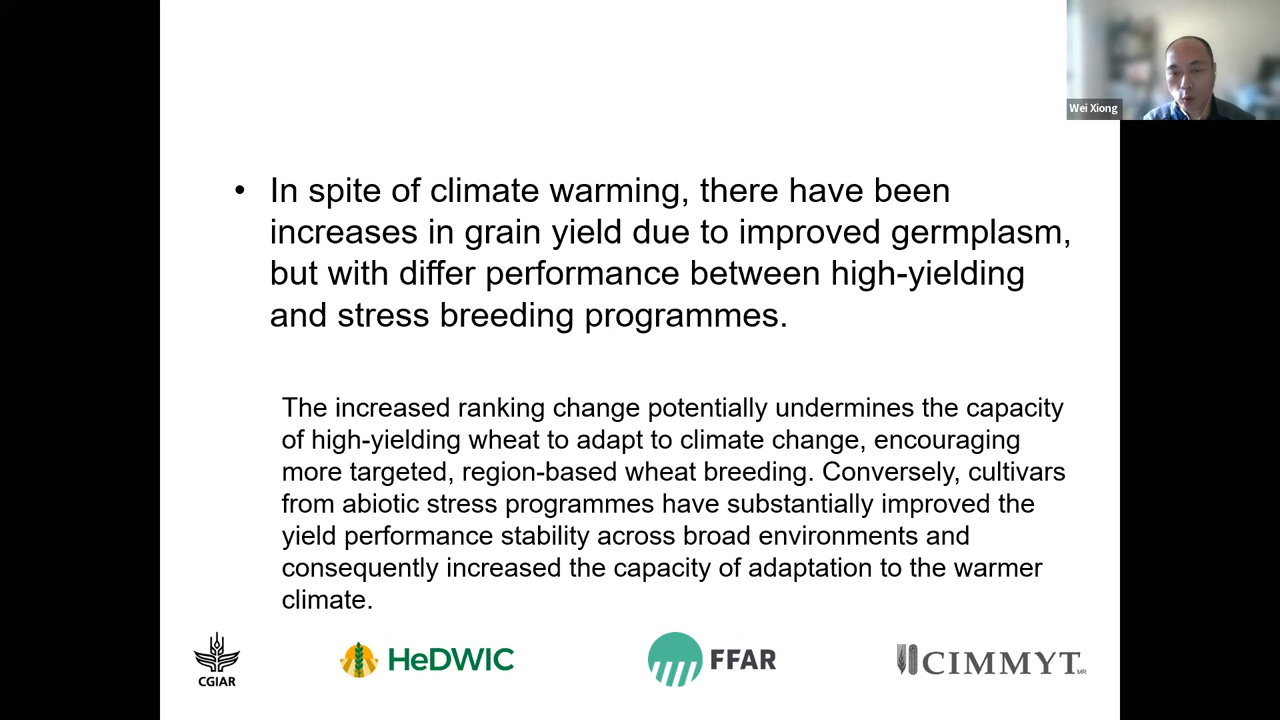 Wei Xiong
• In spite of climate warming, there have been
increases in grain yield due to improved germplasm,
but with differ performance between high-yielding
and stress breeding programmes.
The increased ranking change potentially undermines the capacity
of high-yielding wheat to adapt to climate change, encouraging
more targeted, region-based wheat breeding. Conversely, cultivars
from abiotic stress programmes have substantially improved the
yield performance stability across broad environments and
consequently increased the capacity of adaptation to the warmer
climate.
CGIAR
HeDWIC
FFAR
CIMMYT MR